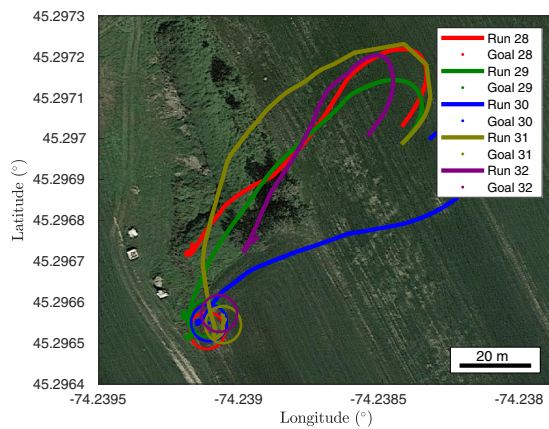 45.2973
45.2972
45.2971
45.297
45.2969
45.2968
45.2967
45.2966
45.2965
45.2964
Latitude (°)
-74.2395
-74.239
-74.2385
-74.238
Longitude (°)
Run 28
Goal 28
Run 29
Goal 29
Run 30
Goal 30
Run 31
Goal 31
Run 32
Goal 32
20 m